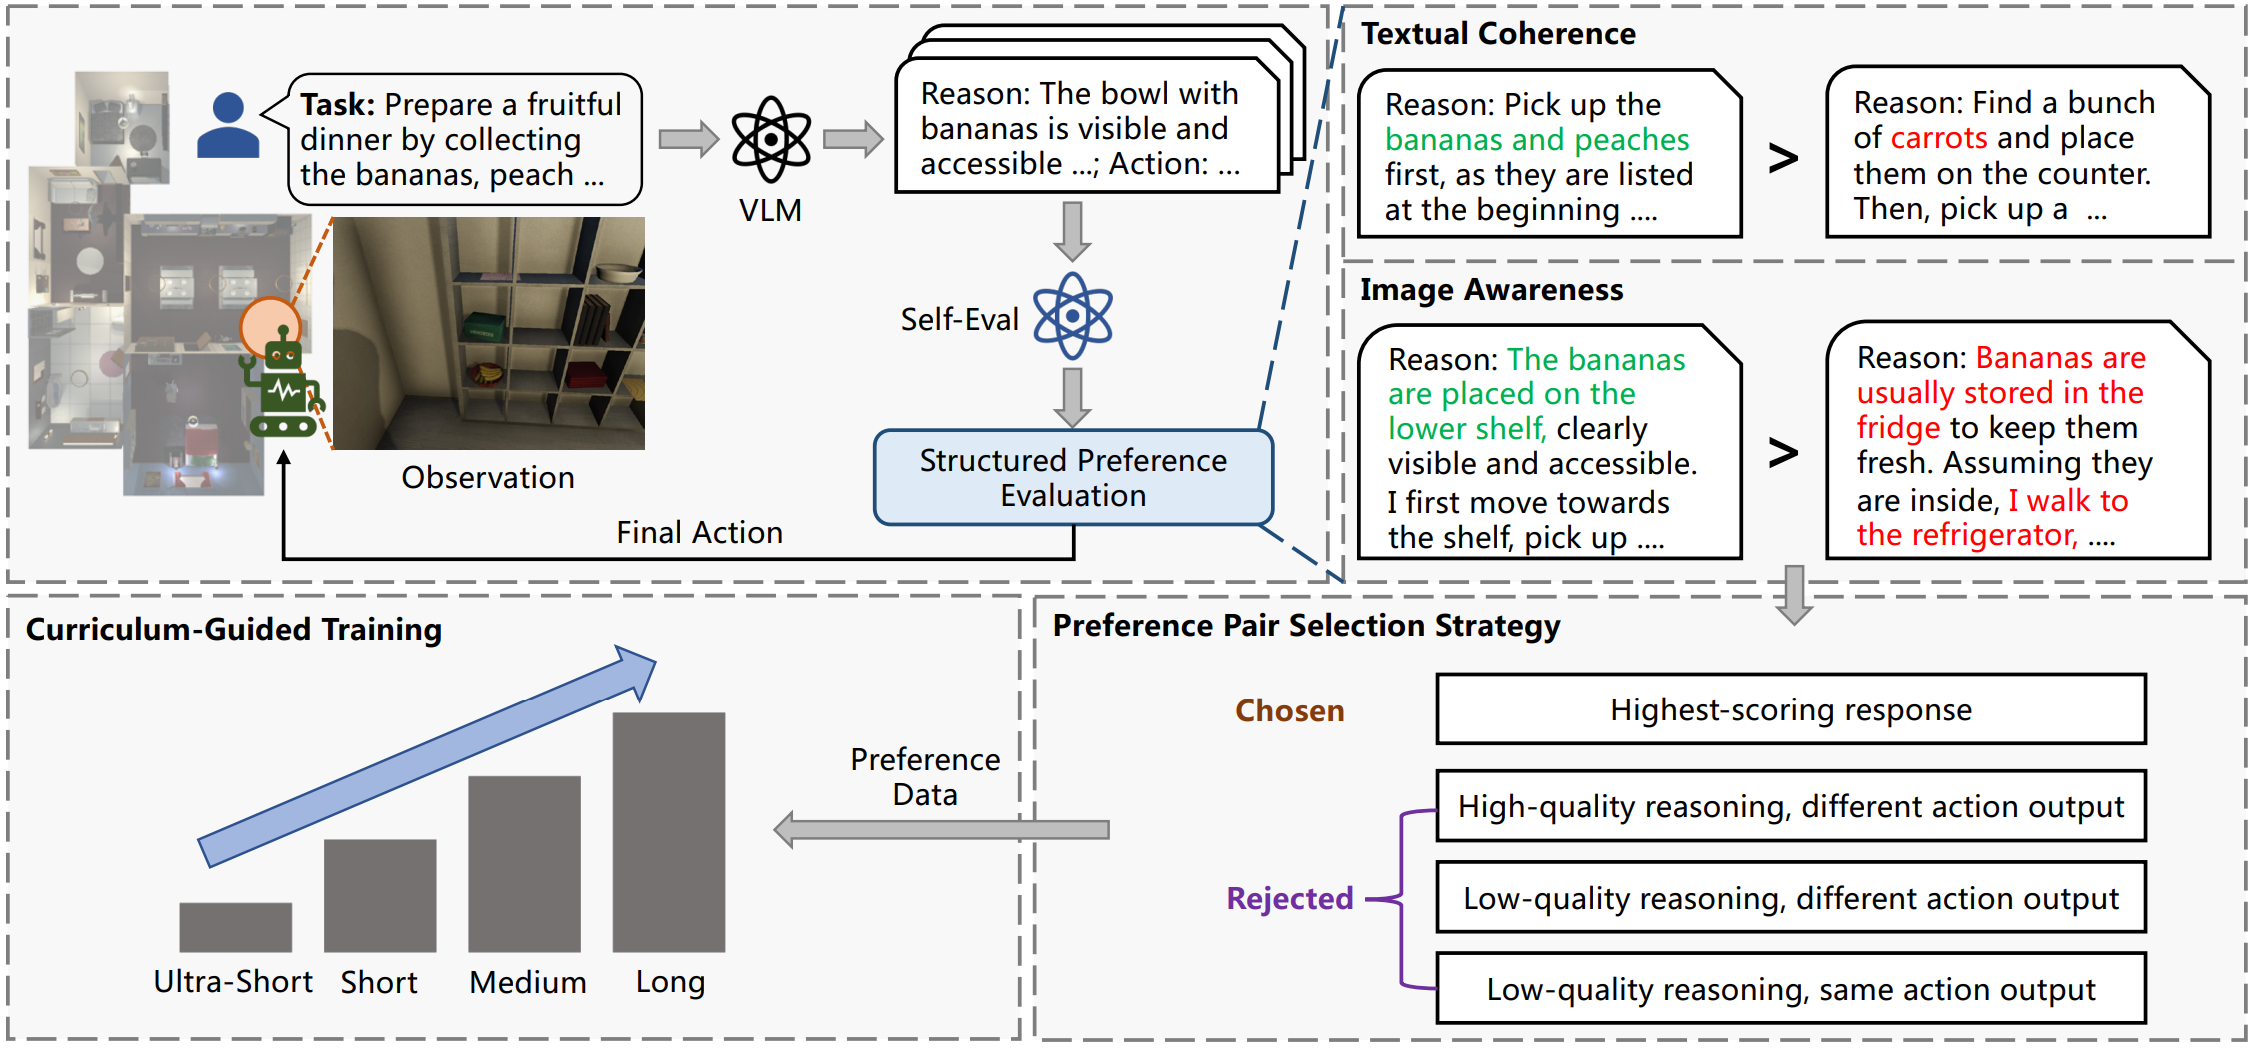 Task: Prepare a fruitful
dinner by collecting
the bananas, peach ...
VLM
Reason: The bowl with
bananas is visible and
accessible ...; Action: ...
Self-Eval
Structured Preference
Evaluation
Observation
Final Action
Textual Coherence
Reason: Pick up the
bananas and peaches
first, as they are listed
at the beginning ....
>
Reason: Find a bunch
of carrots and place
them on the counter.
Then, pick up a ...
Image Awareness
Reason: The bananas
are placed on the
lower shelf, clearly
visible and accessible.
I first move towards
the shelf, pick up ....
>
Reason: Bananas are
usually stored in the
fridge to keep them
fresh. Assuming they
are inside, I walk to
the refrigerator, ....
Curriculum-Guided Training
Ultra-Short
Short
Medium
Long
Preference
Data
Preference Pair Selection Strategy
Chosen
Highest-scoring response
Rejected
High-quality reasoning, different action output
Low-quality reasoning, different action output
Low-quality reasoning, same action output